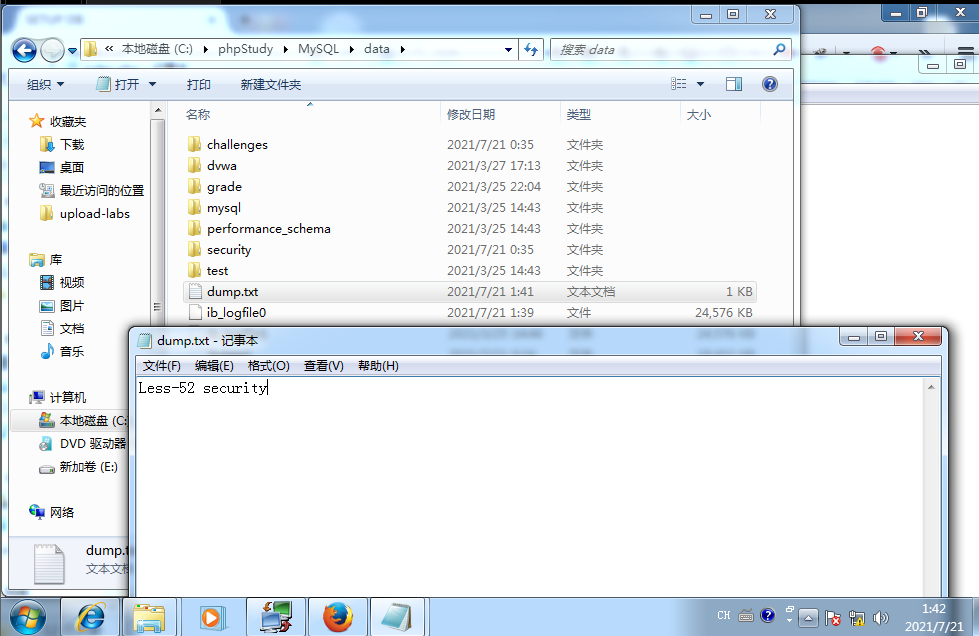 « 本地磁盘 (C:) ▸ phpStudy ▸ MySQL ▸ data ▸
搜索 data
组织 打开 打印 新建文件夹
名称 修改日期 类型 大小
收藏夹
下载
桌面
最近访问的位置
upload-labs
库
视频
图片
文档
音乐
计算机
本地磁盘 (C:
DVD 驱动器
新加卷 (E:)
网络
challenges 2021/7/21 0:35 文件夹
dvwa 2021/3/27 17:13 文件夹
grade 2021/3/25 22:04 文件夹
mysql 2021/3/25 14:43 文件夹
performance_schema 2021/3/25 14:43 文件夹
security 2021/7/21 0:35 文件夹
test 2021/3/25 14:43 文件夹
dump.txt 2021/7/21 1:41 文本文档 1 KB
ib_logfile0 2021/7/21 1:39 文件 24,576 KB
dump.txt - 记事本
文件(F) 编辑(E) 格式(O) 查看(V) 帮助(H)
Less-52 security
dump.t
文本文档
CH
1:42
2021/7/21